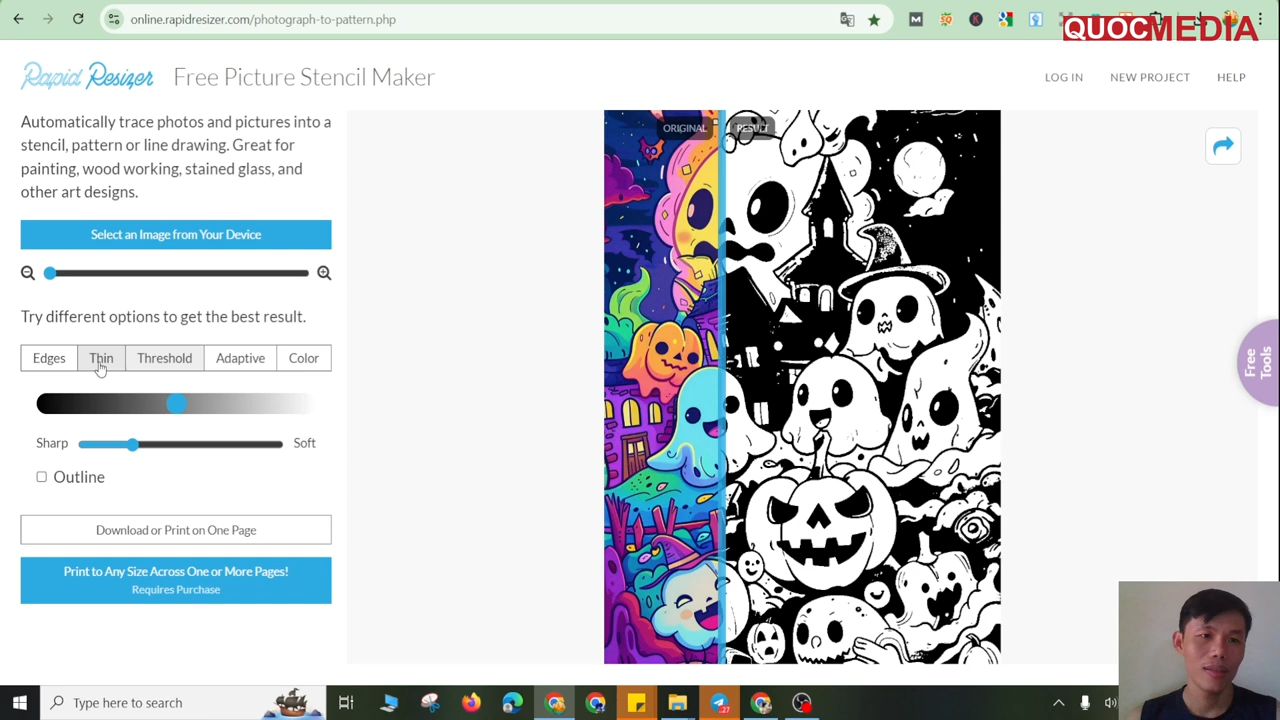 online.rapidresizer.com/photograph-to-pattern.php
QUOCMEDIA
Rapid Resizer
Free Picture Stencil Maker
LOG IN
NEW PROJECT
HELP
Automatically trace photos and pictures into a
stencil, pattern or line drawing. Great for
painting, wood working, stained glass, and
other art designs.
ORIGINAL
RESULT
Select an Image from Your Device
Try different options to get the best result.
Edges
Thin
Threshold
Adaptive
Color
Sharp
Soft
Outline
Free
Tools
Download or Print on One Page
Print to Any Size Across One or More Pages!
Requires Purchase
Type here to search
27